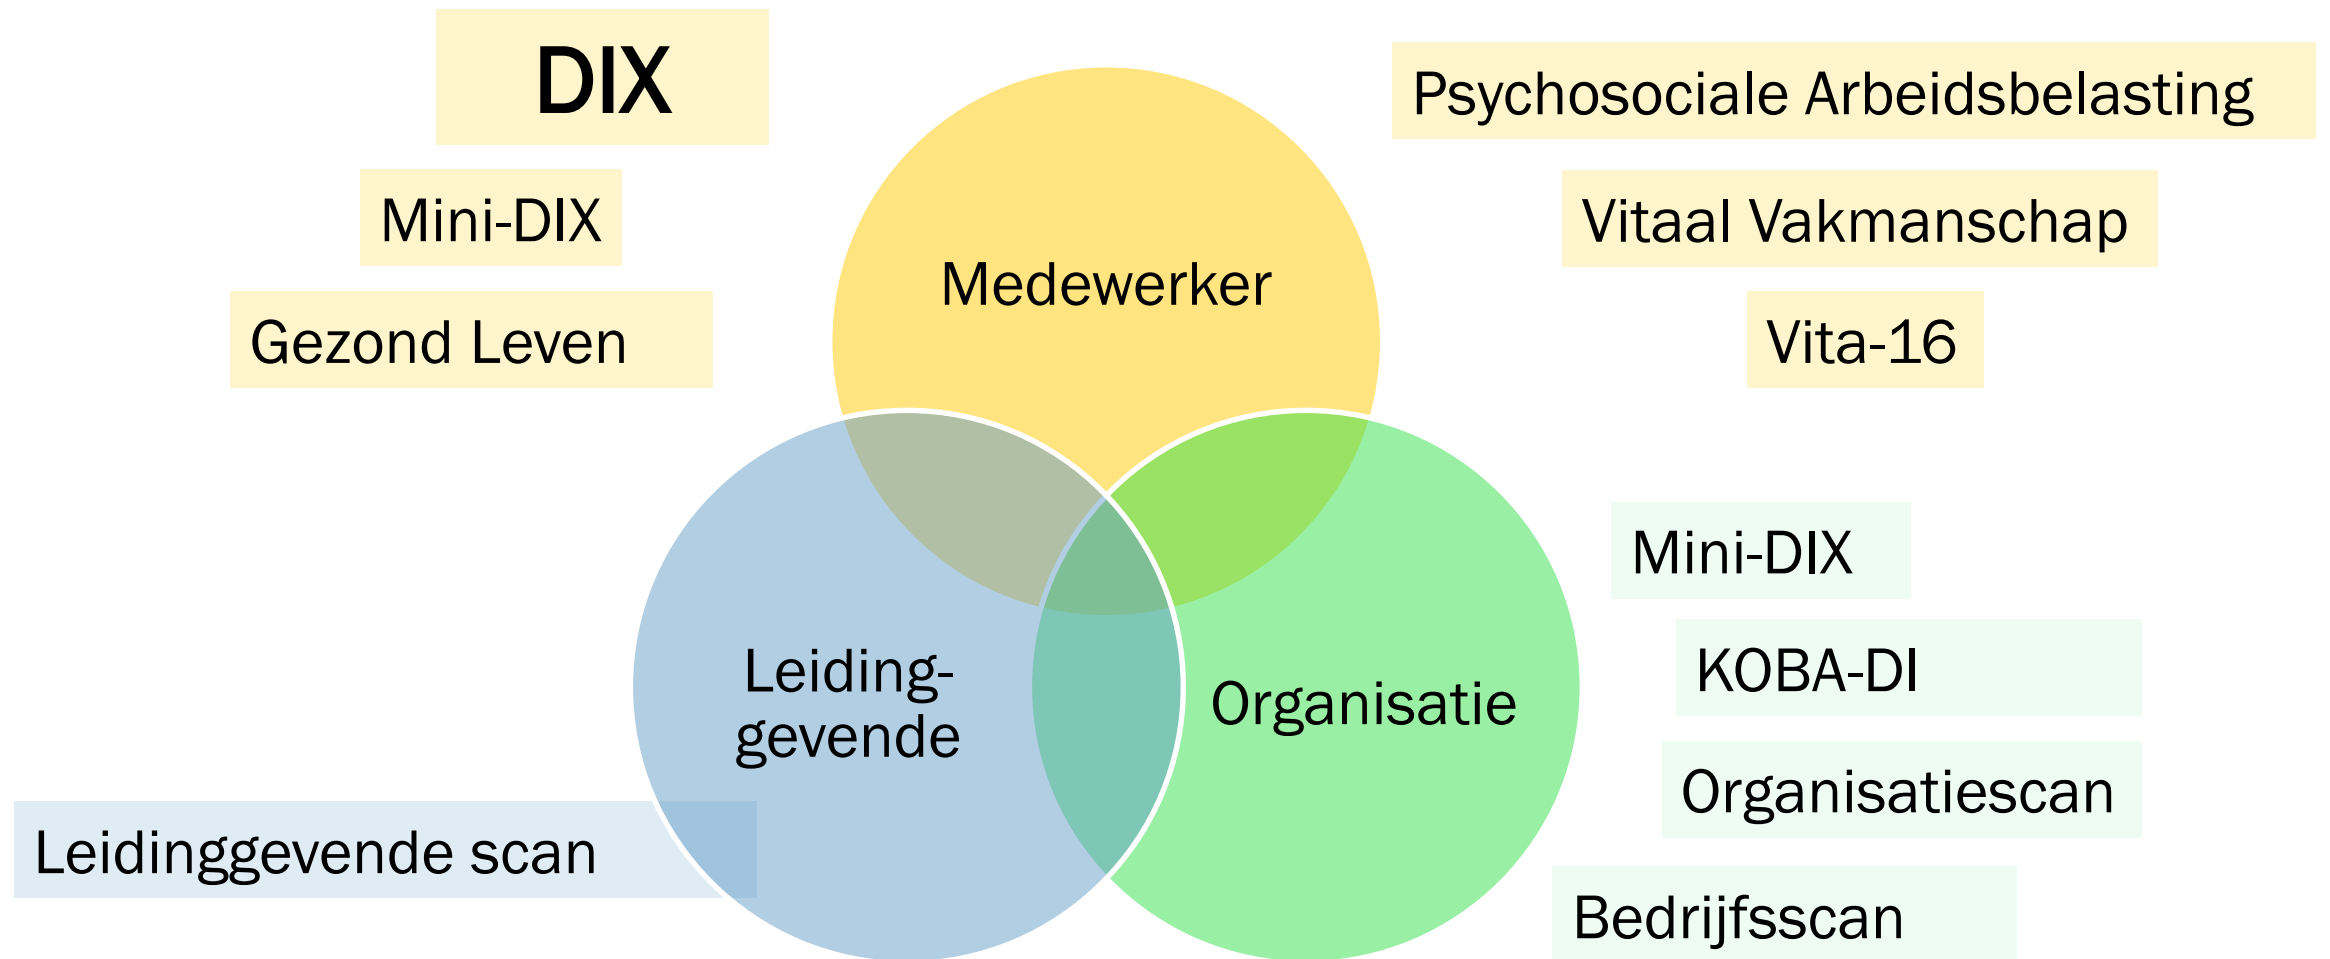 DIX
Mini-DIX
Gezond Leven
Psychosociale Arbeidsbelasting
Vitaal Vakmanschap
Vita-16
Medewerker
Leiding-
gevende
Organisatie
Leidinggevende scan
Mini-DIX
KOBA-DI
Organisatiescan
Bedrijfsscan